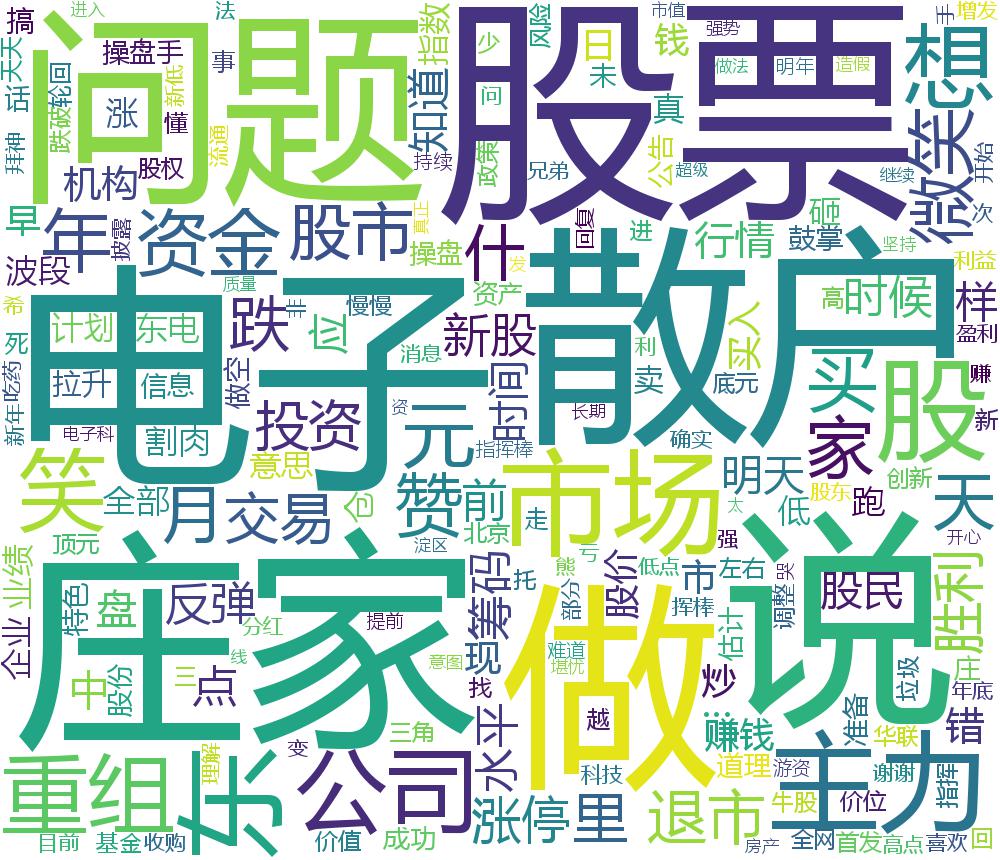 搞
进入
法
市值
强势
手
增发
问题
股票
指数
少
风险
日
钱
想
天天
操盘手
事
话
涨
新低
懂
轮回
跌破
流通
问
未
真
做法
明年
造假
知道
微笑
开始
拜神
机构
股权
持续
政策
兄弟
公告
超级
继续
次
早
年
披露
资金
股市
真正
操盘
什
回复
进
行情
砸
鼓掌
坚持
利益
波段
质量
非
慢慢
发
资产
高
时候
样
希
计划
东电
跌
应
新股
利
买入
盈利
死
电子
散户
消息
卖
底元
买
股
赚
吃药
新年
拉升
信息
做空
投资
元
时间
长期
家
新
电子科
割肉
意思
资
指挥棒
确实
笑
全部
月
交易
仓
赞
前
市场
明天
低
股东
跑
创新
天
顶元
北京
走
太
淀区
强
开心
庄家
做
说
业绩
企业
特色
盘
反弹
提前
现
筹码
托
熊
亏
部分
股价
低点
市
左右
挥棒
估计
调整
哭
股民
胜利
分红
线
意图
难道
堪忧
中
股份
三
点
找
越
炒
垃圾
庄
年底
重组
东
理解
变
公司
三角
水平
科技
...
赚钱
道理
准备
游资
华联
主力
错
谢谢
指挥
目前
基金
收购
价值
成功
涨停
里
退市
牛股
价位
房产
全网
首发
高点
喜欢
回